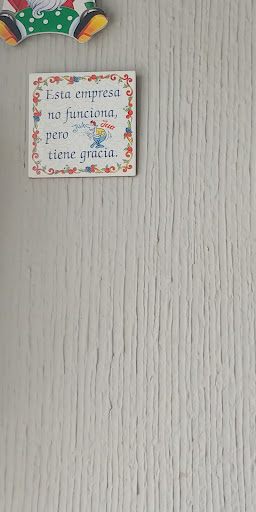 Esta empresa
no funciona,
pero
tiene gracia.